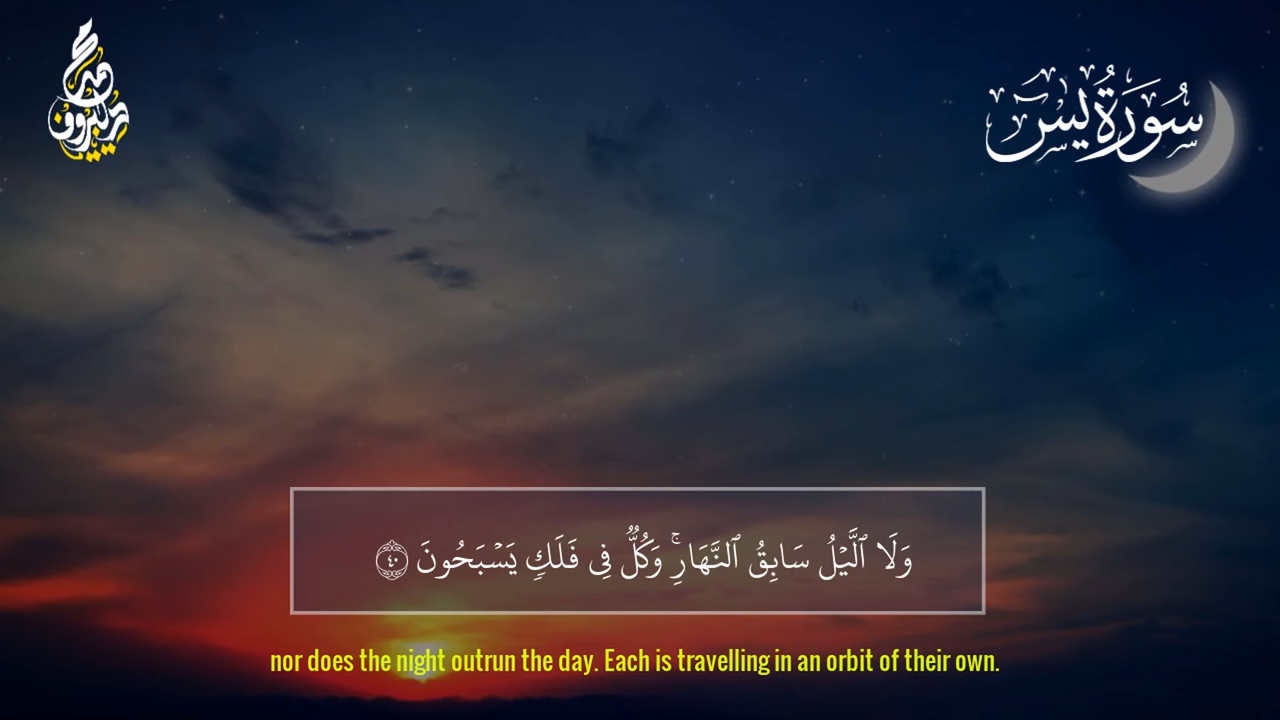 سُورَةُ يسٓ
وَلَا ٱلَّيْلُ سَابِقُ ٱلنَّهَارِ ۚ وَكُلٌّ فِى فَلَكٍ يَسْبَحُونَ ٤٠
nor does the night outrun the day. Each is travelling in an orbit of their own.